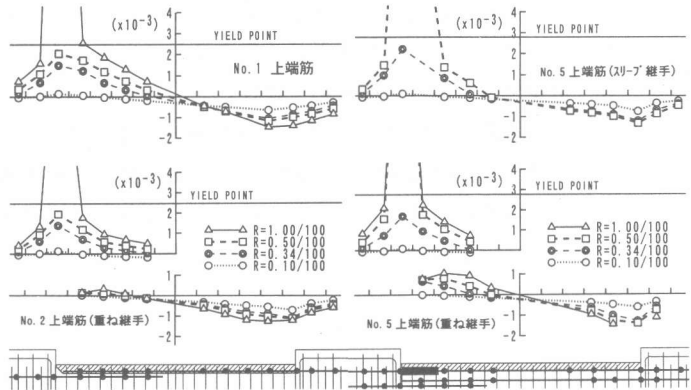 (x10⁻³)
4
3
2
1
0
-1
-2
YIELD POINT
No.1 上端筋
(x10⁻³)
4
3
2
1
0
-1
-2
YIELD POINT
No.5 上端筋(スリーブ継手)
(x10⁻³)
4
3
2
1
YIELD POINT
R=1.00/100
R=0.50/100
R=0.34/100
R=0.10/100
1
0
-1
-2
No.2 上端筋(重ね継手)
(x10⁻³)
4
3
2
1
YIELD POINT
R=1.00/100
R=0.50/100
R=0.34/100
R=0.10/100
1
0
-1
-2
No.5 上端筋(重ね継手)